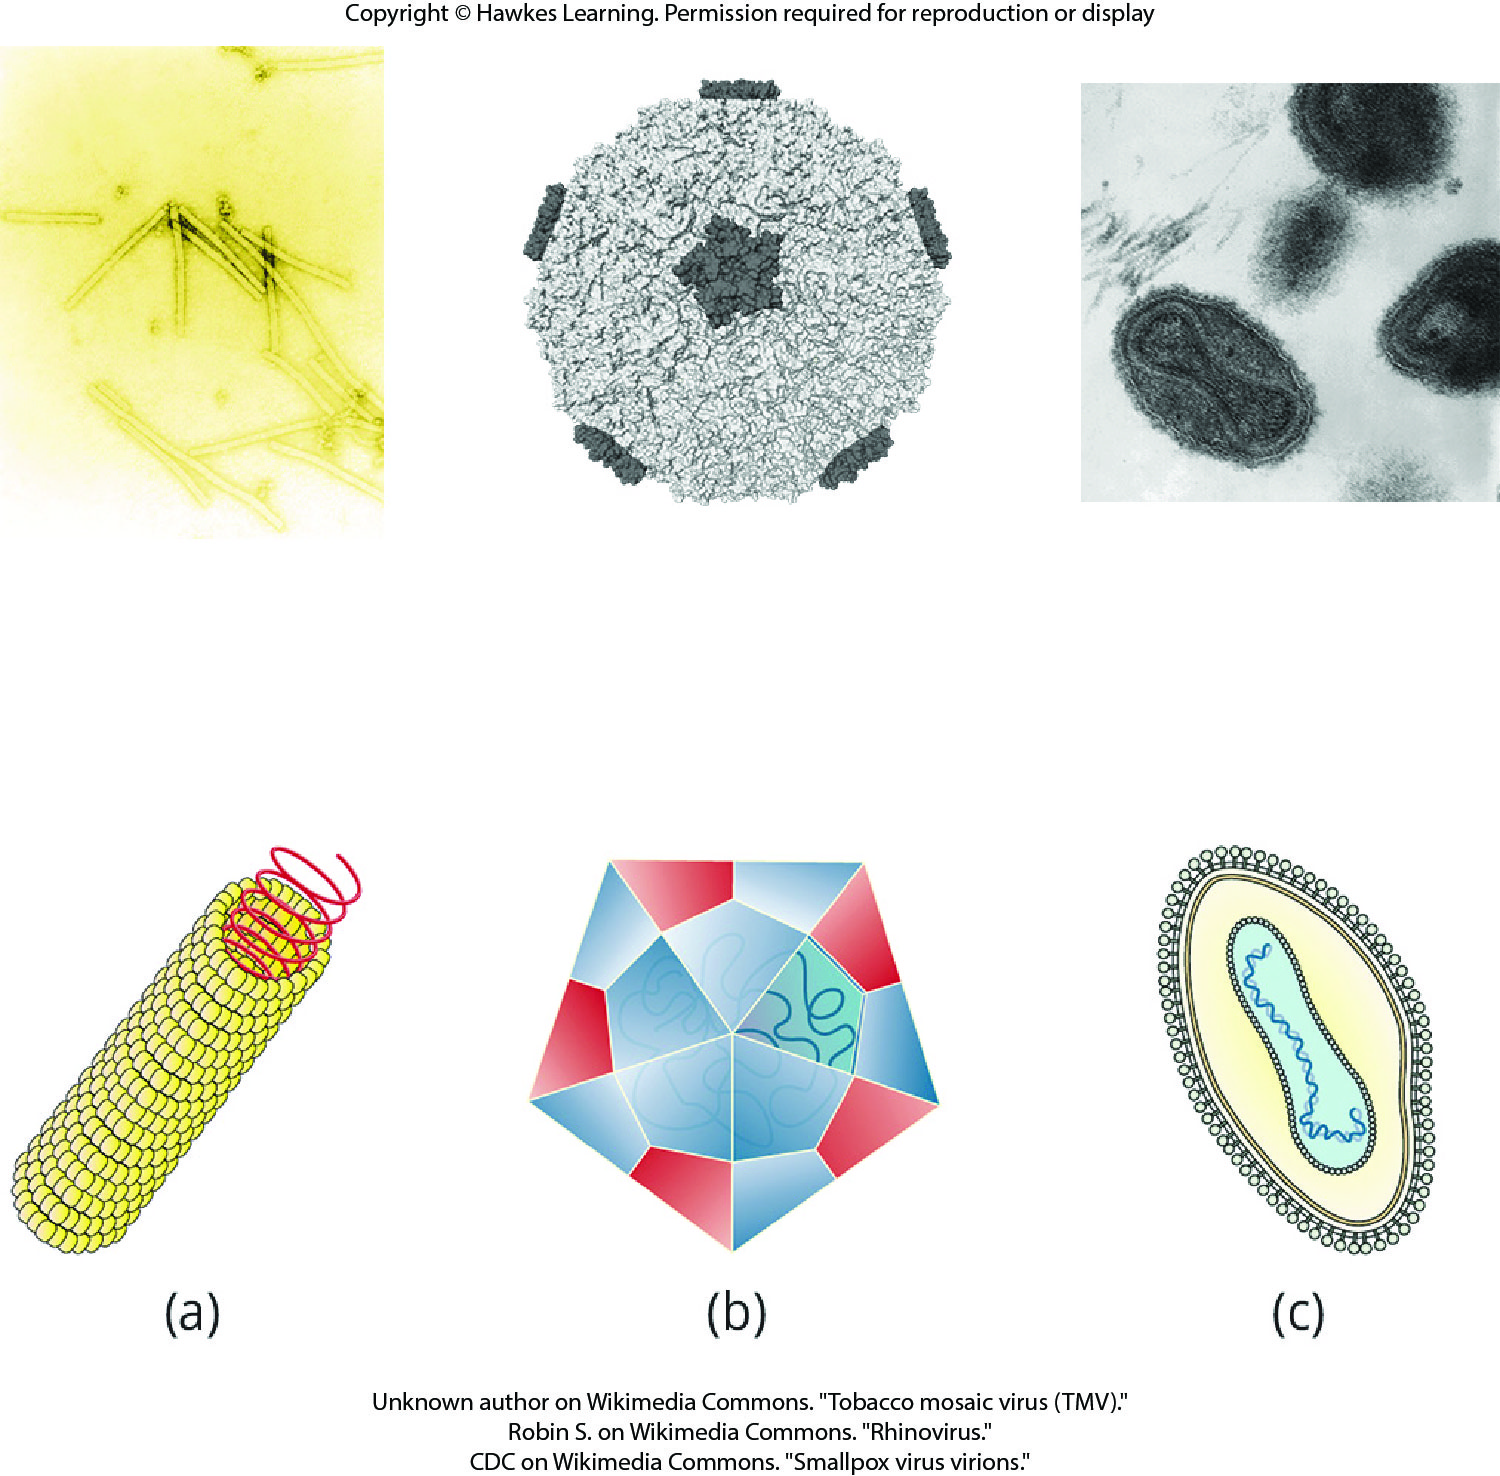 Copyright © Hawkes Learning. Permission required for reproduction or display
(a)
(b)
(c)
Unknown author on Wikimedia Commons. "Tobacco mosaic virus (TMV)."
Robin S. on Wikimedia Commons. "Rhinovirus."
CDC on Wikimedia Commons. "Smallpox virus virions."